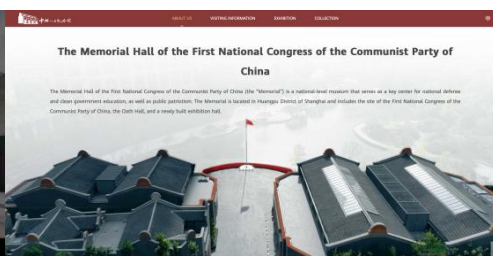 ABOUT US VISITING INFORMATION EXHIBITION COLLECTION
The Memorial Hall of the First National Congress of the Communist Party of
China
The Memorial Hall of the First National Congress of the Communist Party of China (the "Memorial") is a national-level museum that serves as a key center for national defense
and clean government education, as well as public patriotism. The Memorial is located in Huangpu District of Shanghai and includes the site of the First National Congress of the
Communist Party of China, the Oath Hall, and a newly built exhibition hall.